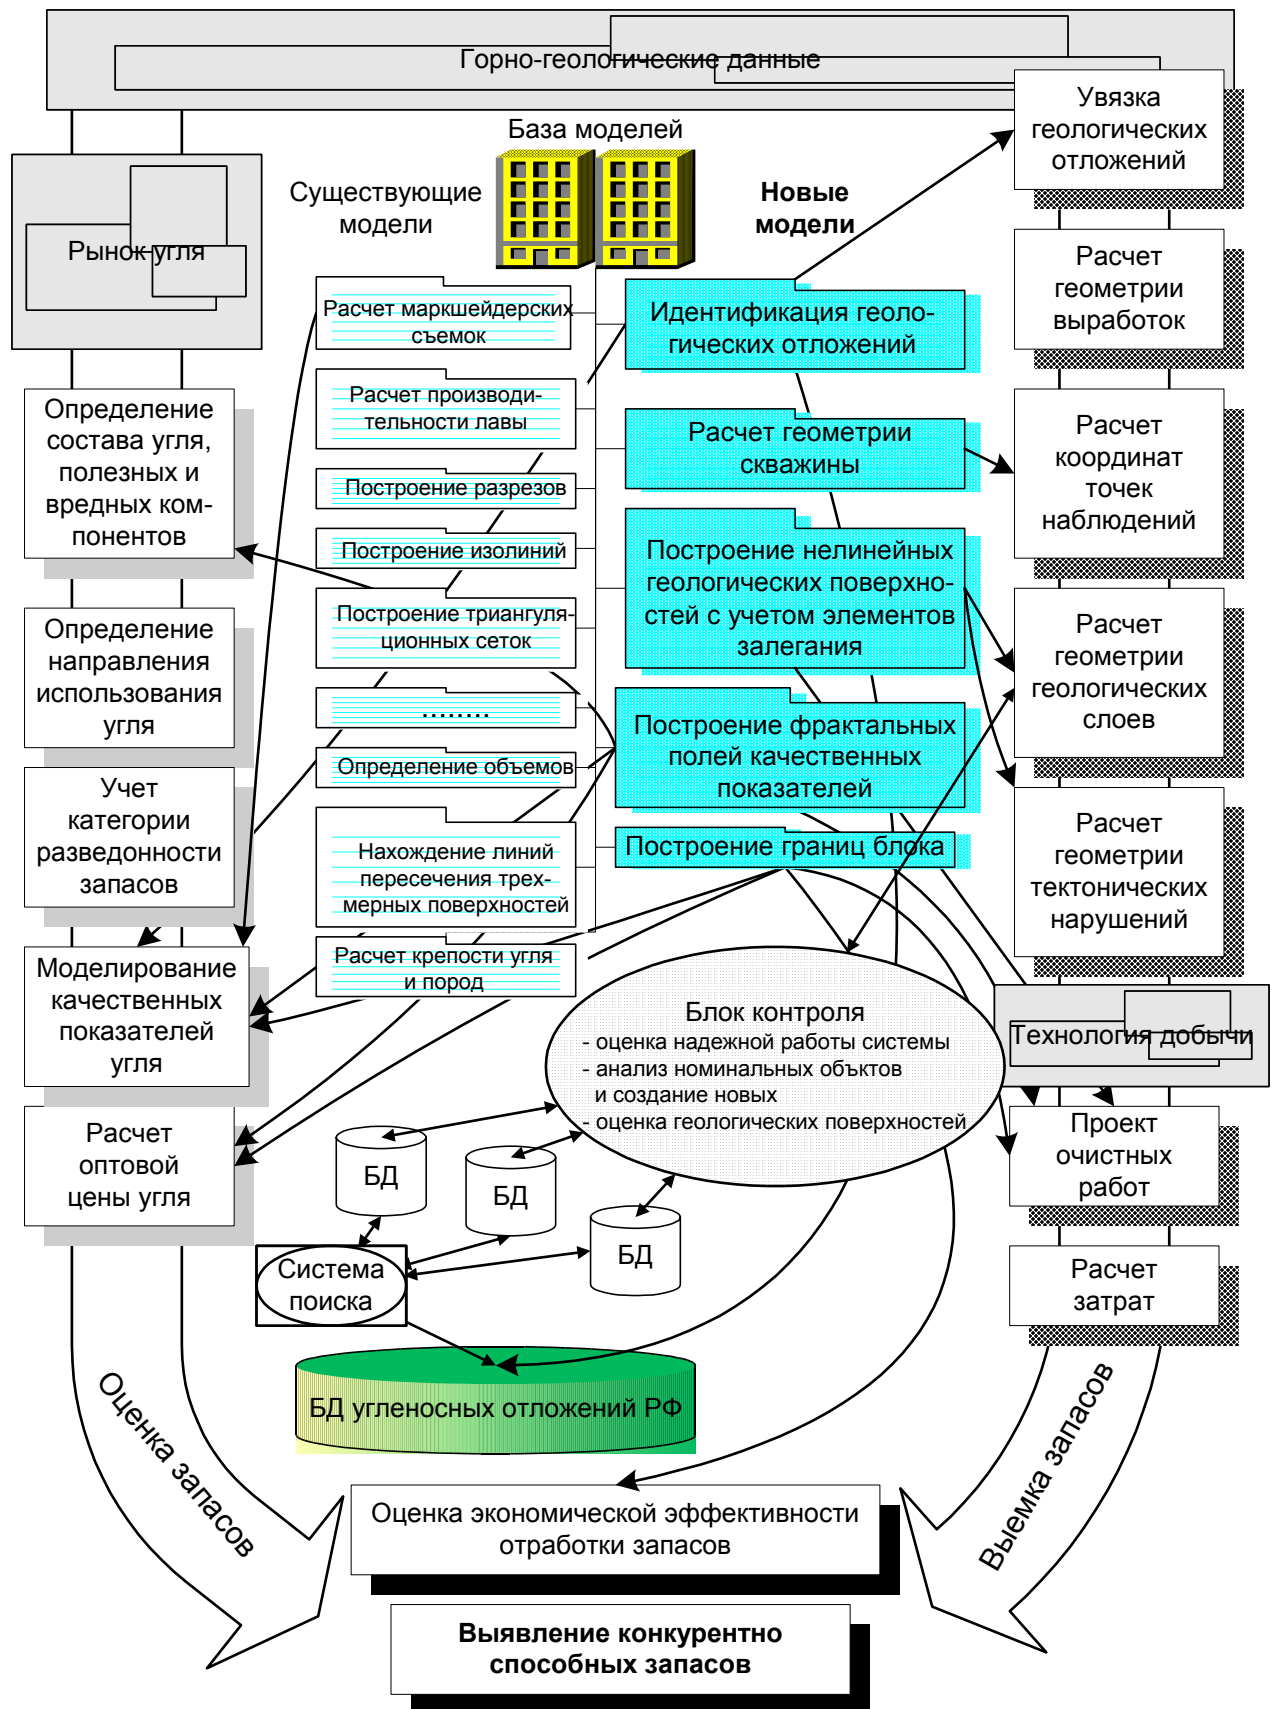 Горно-геологические данные
База моделей
Существующие
модели
Новые
модели
Рынок угля
Определение
состава угля,
полезных и
вредных ком-
понентов
Определение
направления
использования
угля
Учет
категории
разведонности
запасов
Моделирование
качественных
показателей
угля
Расчет
оптовой
цены угля
Расчет маркшейдерских
съемок
Расчет производи-
тельности лавы
Построение разрезов
Построение изолиний
Построение триангуля-
ционных сеток
........
Определение объемов
Нахождение линий
пересечения трех-
мерных поверхностей
Расчет крепости угля
и пород
Идентификация геоло-
гических отложений
Расчет геометрии
скважины
Построение нелинейных
геологических поверхно-
стей с учетом элементов
залегания
Построение фрактальных
полей качественных
показателей
Построение границ блока
Увязка
геологических
отложений
Расчет
геометрии
выработок
Расчет
координат
точек
наблюдений
Расчет
геометрии
геологических
слоев
Расчет
геометрии
тектонических
нарушений
Технология добычи
Проект
очистных
работ
Расчет
затрат
Блок контроля
- оценка надежной работы системы
- анализ номинальных объктов
и создание новых
- оценка геологических поверхностей
БД
БД
БД
Система
поиска
БД угленосных отложений РФ
Оценка запасов
Выемка запасов
Оценка экономической эффективности
отработки запасов
Выявление конкурентно
способных запасов